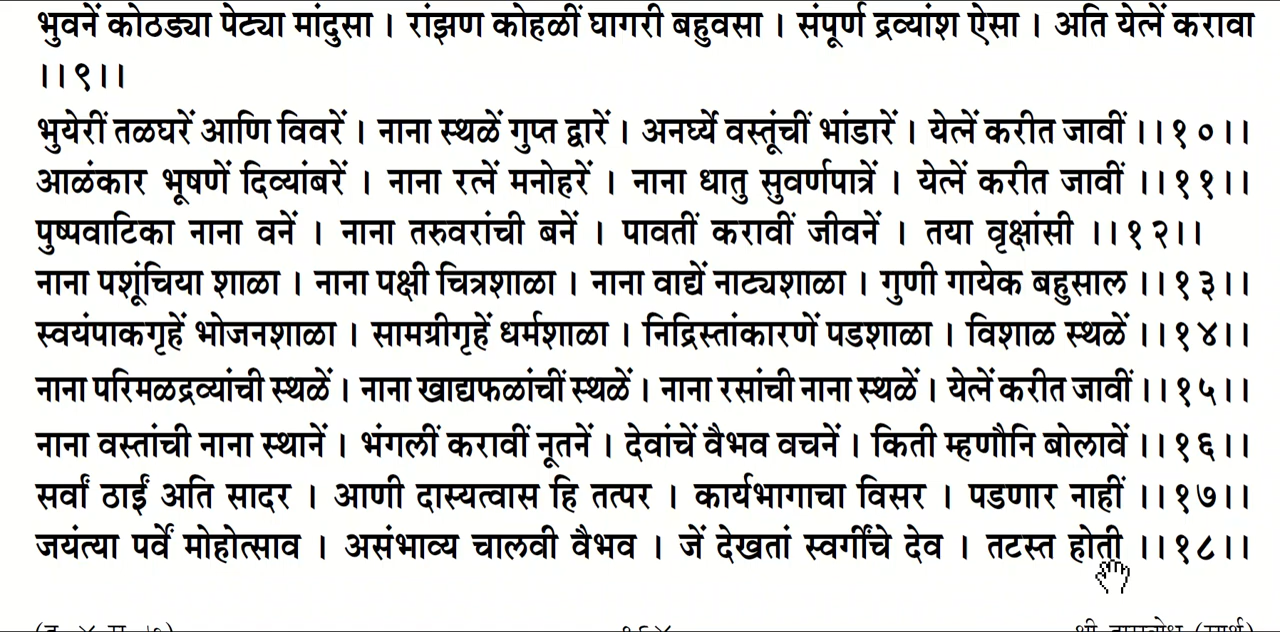 भुवनें कोठड्या पेट्या मांदुसा । रांझण कोहळीं घागरी बहुवसा । संपूर्ण द्रव्यांश ऐसा । अति येत्नें करावा
।।९।।
भुयेरीं तळघरें आणि विवरें । नाना स्थळें गुप्त द्वारें । अनर्घ्यें वस्तूंचीं भांडारें । येत्नें करीत जावीं ।।१०।।
आळंकार भूषणें दिव्यांबरें । नाना रत्नें मनोहरें । नाना धातु सुवर्णपात्रें । येत्नें करीत जावीं ।।११।।
पुष्पवाटिका नाना वनें । नाना तरुवरांची बनें । पावतीं करावीं जीवनें । तया वृक्षांसी ।।१२।।
नाना पशूंचिया शाळा । नाना पक्षी चित्रशाळा । नाना वाद्यें नाट्यशाळा । गुणी गायेक बहुसाल ।।१३।।
स्वयंपाकगृहें भोजनशाळा । सामग्रीगृहें धर्मशाळा । निद्रिस्तांकारणें पडशाळा । विशाळ स्थळें ।।१४।।
नाना परिमळद्रव्यांची स्थळें । नाना खाद्यफळांचीं स्थळें । नाना रसांची नाना स्थळें । येत्नें करीत जावीं ।।१५।।
नाना वस्तांची नाना स्थानें । भंगलीं करावीं नूतनें । देवांचें वैभव वचनें । किती म्हणौनि बोलावें ।।१६।।
सर्वां ठाईं अति सादर । आणी दास्यत्वास हि तत्पर । कार्यभागाचा विसर । पडणार नाहीं ।।१७।।
जयंत्या पर्वें मोहोत्साव । असंभाव्य चालवी वैभव । जें देखतां स्वर्गींचे देव । तटस्त होती ।।१८।।